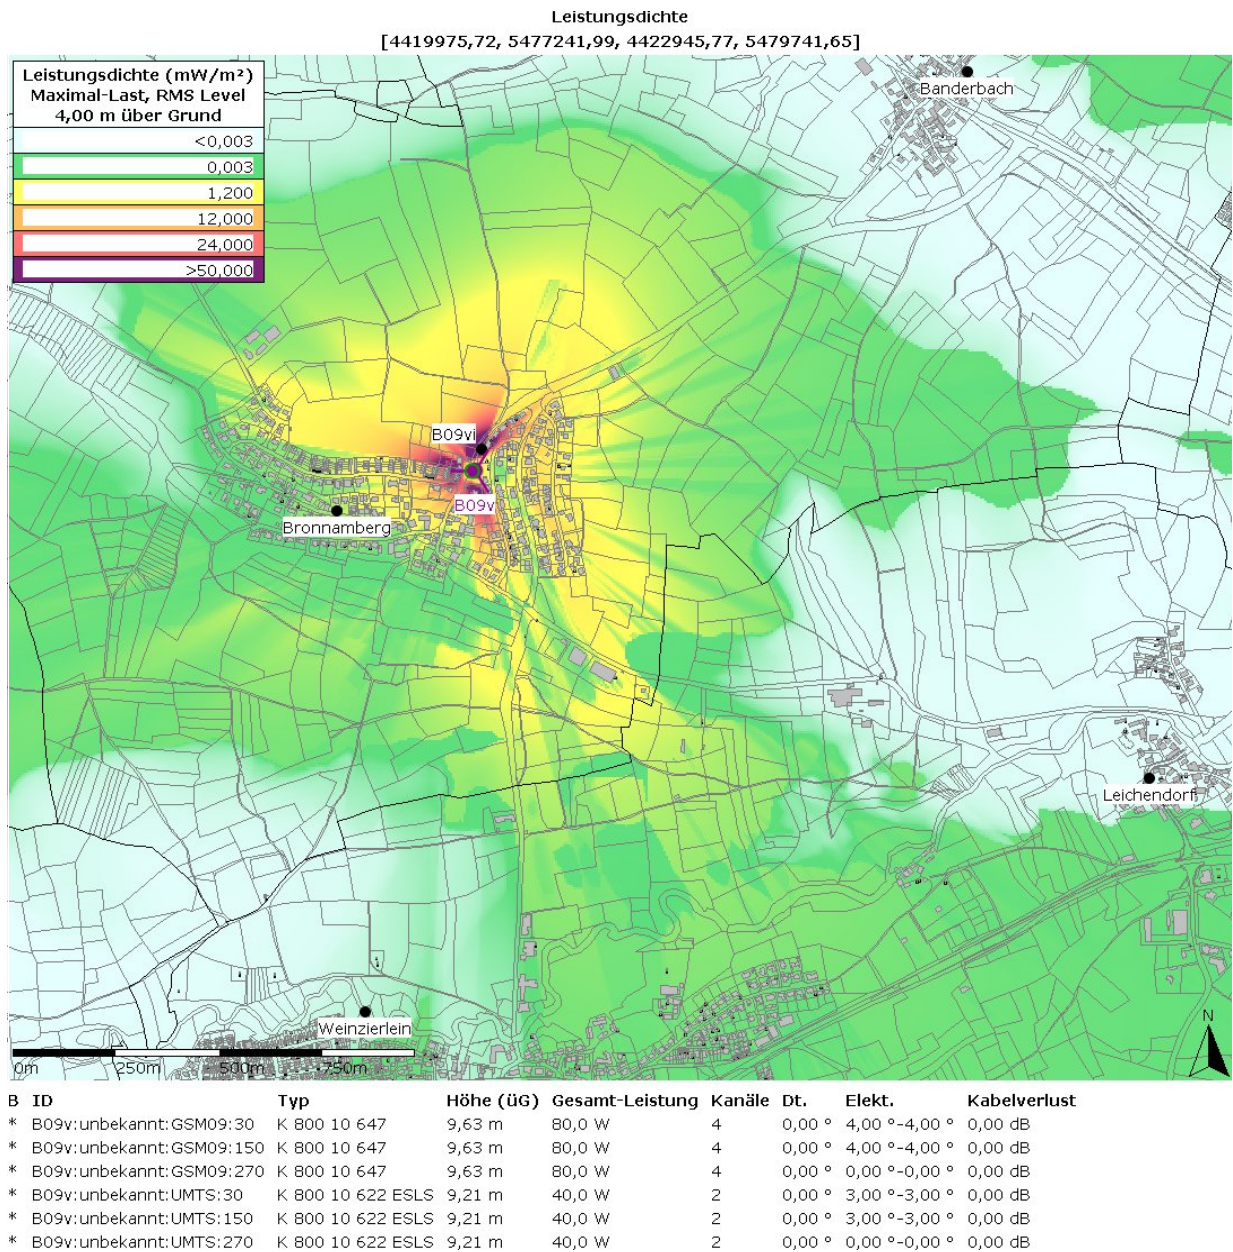 Leistungsdichte
[4419975,72, 5477241,99, 4422945,77, 5479741,65]
Leistungsdichte (mW/m²)
Maximal-Last, RMS Level
4,00 m über Grund
<0,003
0,003
1,200
12,000
24,000
>50,000
Banderbach
B09vi
B09v
Bronnamberg
Leichendorf
Weinzierlein
N
0m 250m 500m 750m
B ID Typ Höhe (üG) Gesamt-Leistung Kanäle Dt. Elekt. Kabelverlust
* B09v:unbekannt:GSM09:30 K 800 10 647 9,63 m 80,0 W 4 0,00 ° 4,00 °-4,00 ° 0,00 dB
* B09v:unbekannt:GSM09:150 K 800 10 647 9,63 m 80,0 W 4 0,00 ° 4,00 °-4,00 ° 0,00 dB
* B09v:unbekannt:GSM09:270 K 800 10 647 9,63 m 80,0 W 4 0,00 ° 0,00 °-0,00 ° 0,00 dB
* B09v:unbekannt:UMTS:30 K 800 10 622 ESLS 9,21 m 40,0 W 2 0,00 ° 3,00 °-3,00 ° 0,00 dB
* B09v:unbekannt:UMTS:150 K 800 10 622 ESLS 9,21 m 40,0 W 2 0,00 ° 3,00 °-3,00 ° 0,00 dB
* B09v:unbekannt:UMTS:270 K 800 10 622 ESLS 9,21 m 40,0 W 2 0,00 ° 0,00 °-0,00 ° 0,00 dB